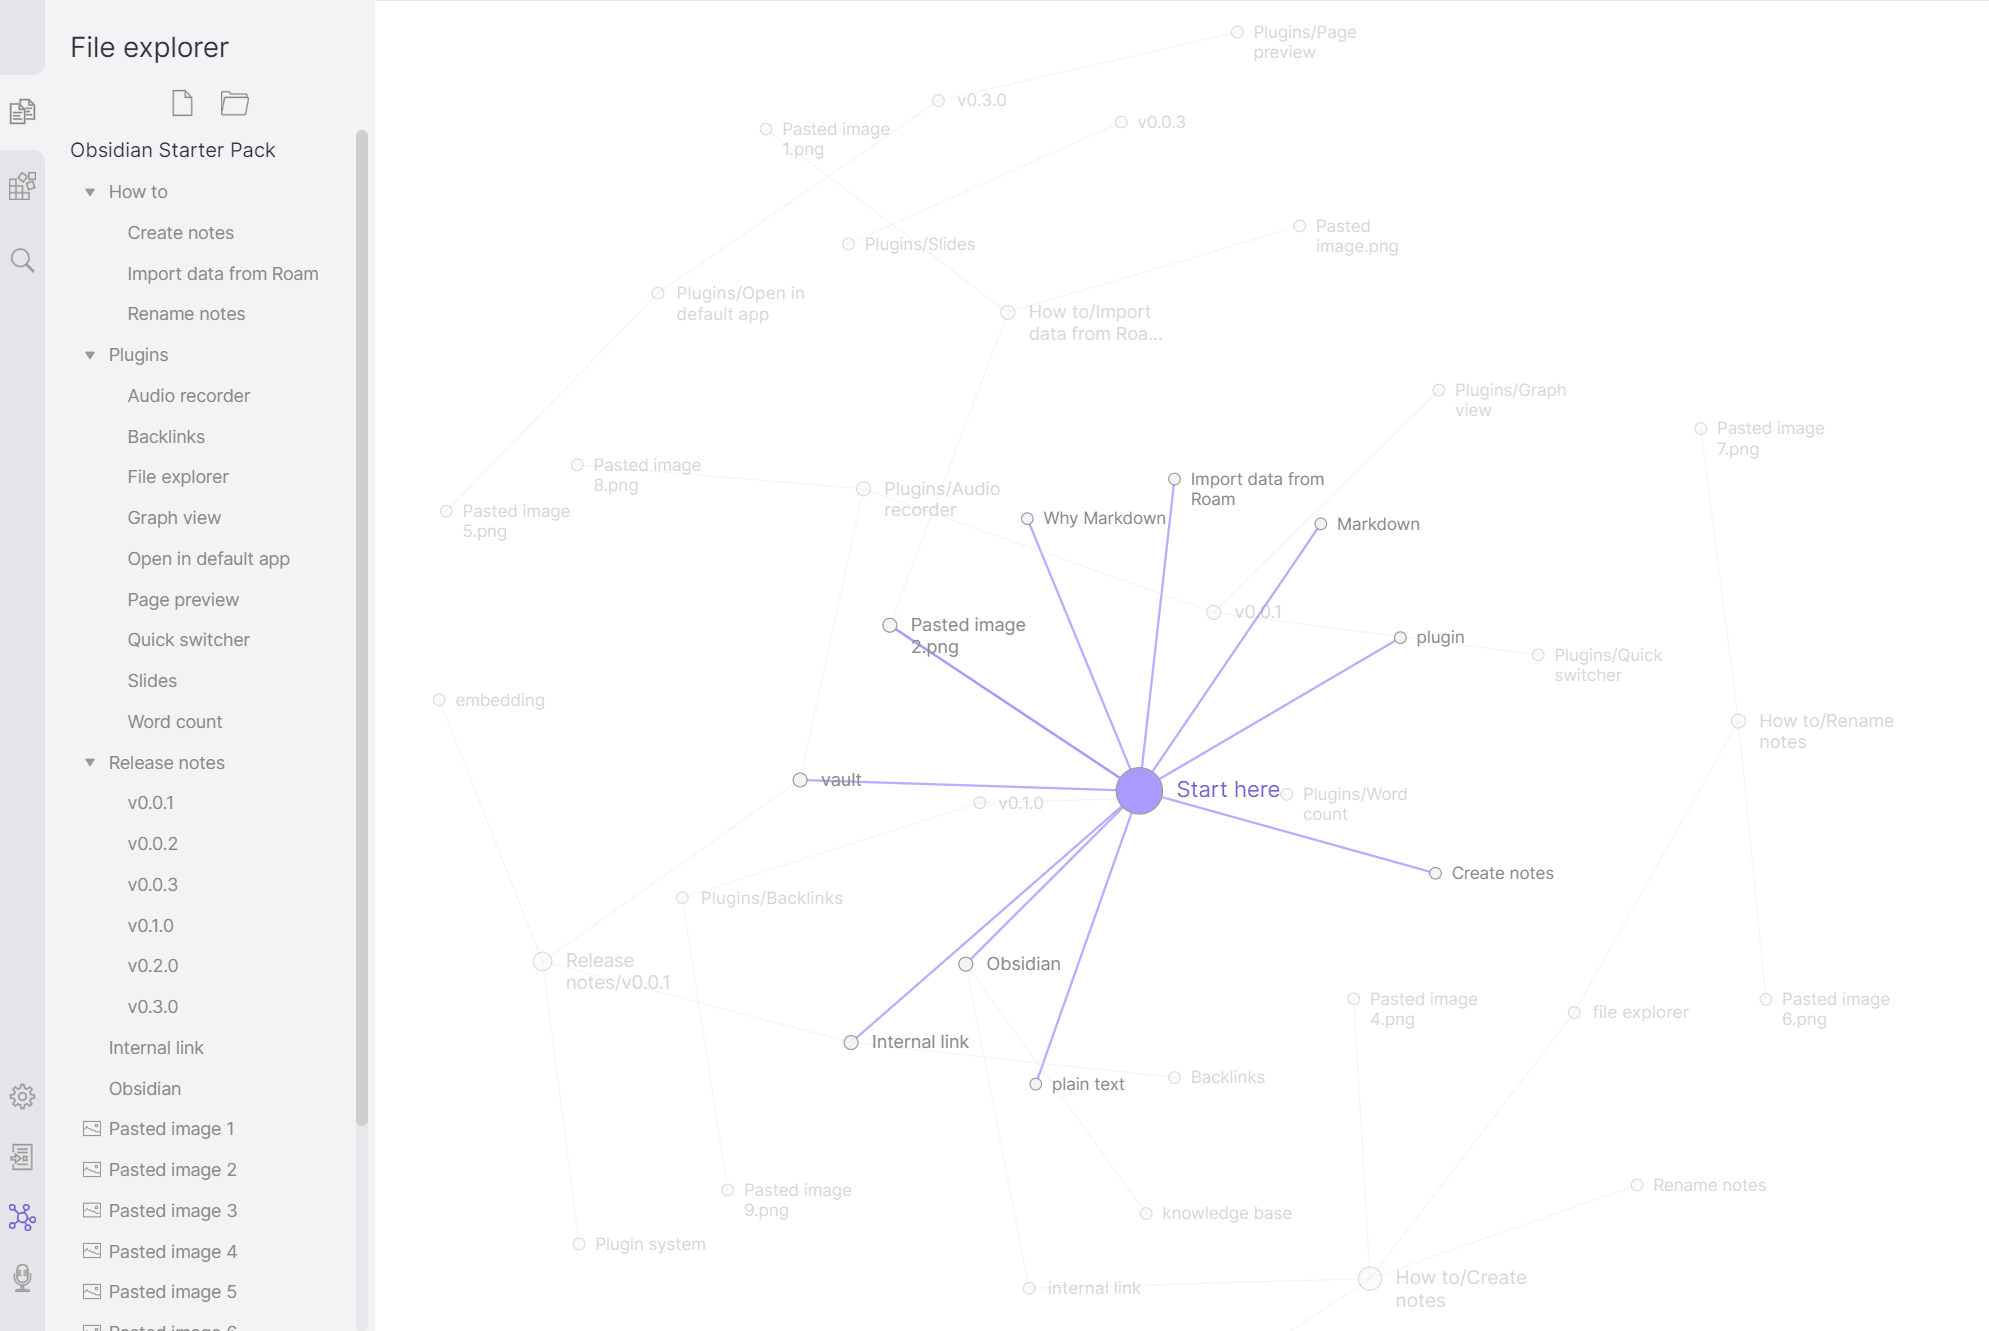 File explorer
Obsidian Starter Pack
How to
Create notes
Import data from Roam
Rename notes
Plugins
Audio recorder
Backlinks
File explorer
Graph view
Open in default app
Page preview
Quick switcher
Slides
Word count
Release notes
v0.0.1
v0.0.2
v0.0.3
v0.1.0
v0.2.0
v0.3.0
Internal link
Obsidian
Pasted image 1
Pasted image 2
Pasted image 3
Pasted image 4
Pasted image 5
Pasted image 6
Plugins/Page
preview
v0.3.0
Pasted image
1.png
v0.0.3
Plugins/Slides
Pasted
image.png
Plugins/Open in
default app
How to/Import
data from Roa...
Plugins/Graph
view
Pasted image
7.png
Pasted image
8.png
Import data from
Roam
Plugins/Audio
recorder
Pasted image
5.png
Why Markdown
Markdown
v0.0.1
Pasted image
2.png
plugin
Plugins/Quick
switcher
embedding
How to/Rename
notes
vault
Start here
v0.1.0
Plugins/Word
count
Create notes
Plugins/Backlinks
Release
notes/v0.0.1
Obsidian
Pasted image
4.png
file explorer
Pasted image
6.png
Internal link
Backlinks
plain text
Pasted image
9.png
Rename notes
knowledge base
Plugin system
internal link
How to/Create
notes